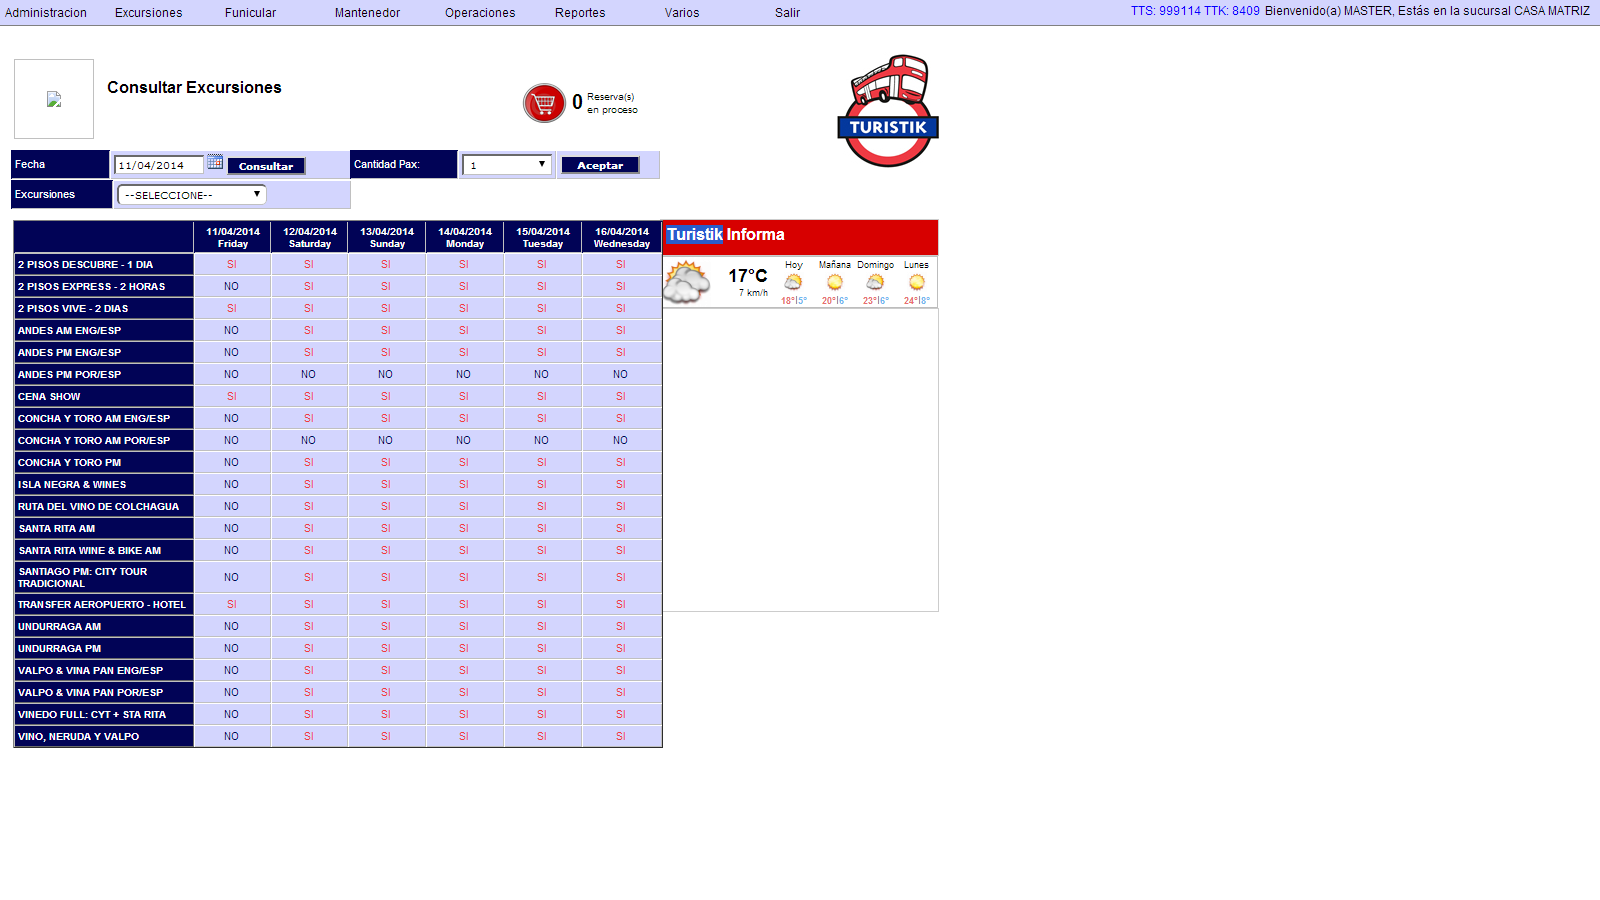 Administracion Excursiones Funicular Mantenedor Operaciones Reportes Varios Salir TTS: 999114 TTK: 8409 Bienvenido(a) MASTER, Estás en la sucursal CASA MATRIZ
Consultar Excursiones
0 Reserva(s)
en proceso
TURISTIK
Fecha 11/04/2014 Consultar Cantidad Pax: 1 Aceptar
Excursiones --SELECCIONE--
11/04/2014 12/04/2014 13/04/2014 14/04/2014 15/04/2014 16/04/2014
Friday Saturday Sunday Monday Tuesday Wednesday
2 PISOS DESCUBRE - 1 DIA SI SI SI SI SI SI
2 PISOS EXPRESS - 2 HORAS NO SI SI SI SI SI
2 PISOS VIVE - 2 DIAS SI SI SI SI SI SI
ANDES AM ENG/ESP NO SI SI SI SI SI
ANDES PM ENG/ESP NO SI SI SI SI SI
ANDES PM POR/ESP NO NO NO NO NO NO
CENA SHOW SI SI SI SI SI SI
CONCHA Y TORO AM ENG/ESP NO SI SI SI SI SI
CONCHA Y TORO AM POR/ESP NO NO NO NO NO NO
CONCHA Y TORO PM NO SI SI SI SI SI
ISLA NEGRA & WINES NO SI SI SI SI SI
RUTA DEL VINO DE COLCHAGUA NO SI SI SI SI SI
SANTA RITA AM NO SI SI SI SI SI
SANTA RITA WINE & BIKE AM NO SI SI SI SI SI
SANTIAGO PM: CITY TOUR
TRADICIONAL NO SI SI SI SI SI
TRANSFER AEROPUERTO - HOTEL SI SI SI SI SI SI
UNDURRAGA AM NO SI SI SI SI SI
UNDURRAGA PM NO SI SI SI SI SI
VALPO & VINA PAN ENG/ESP NO SI SI SI SI SI
VALPO & VINA PAN POR/ESP NO SI SI SI SI SI
VINEDO FULL: CYT + STA RITA NO SI SI SI SI SI
VINO, NERUDA Y VALPO NO SI SI SI SI SI
Turistik Informa
Hoy Mañana Domingo Lunes
17°C
7 km/h
18°|5° 20°|6° 23°|6° 24°|8°